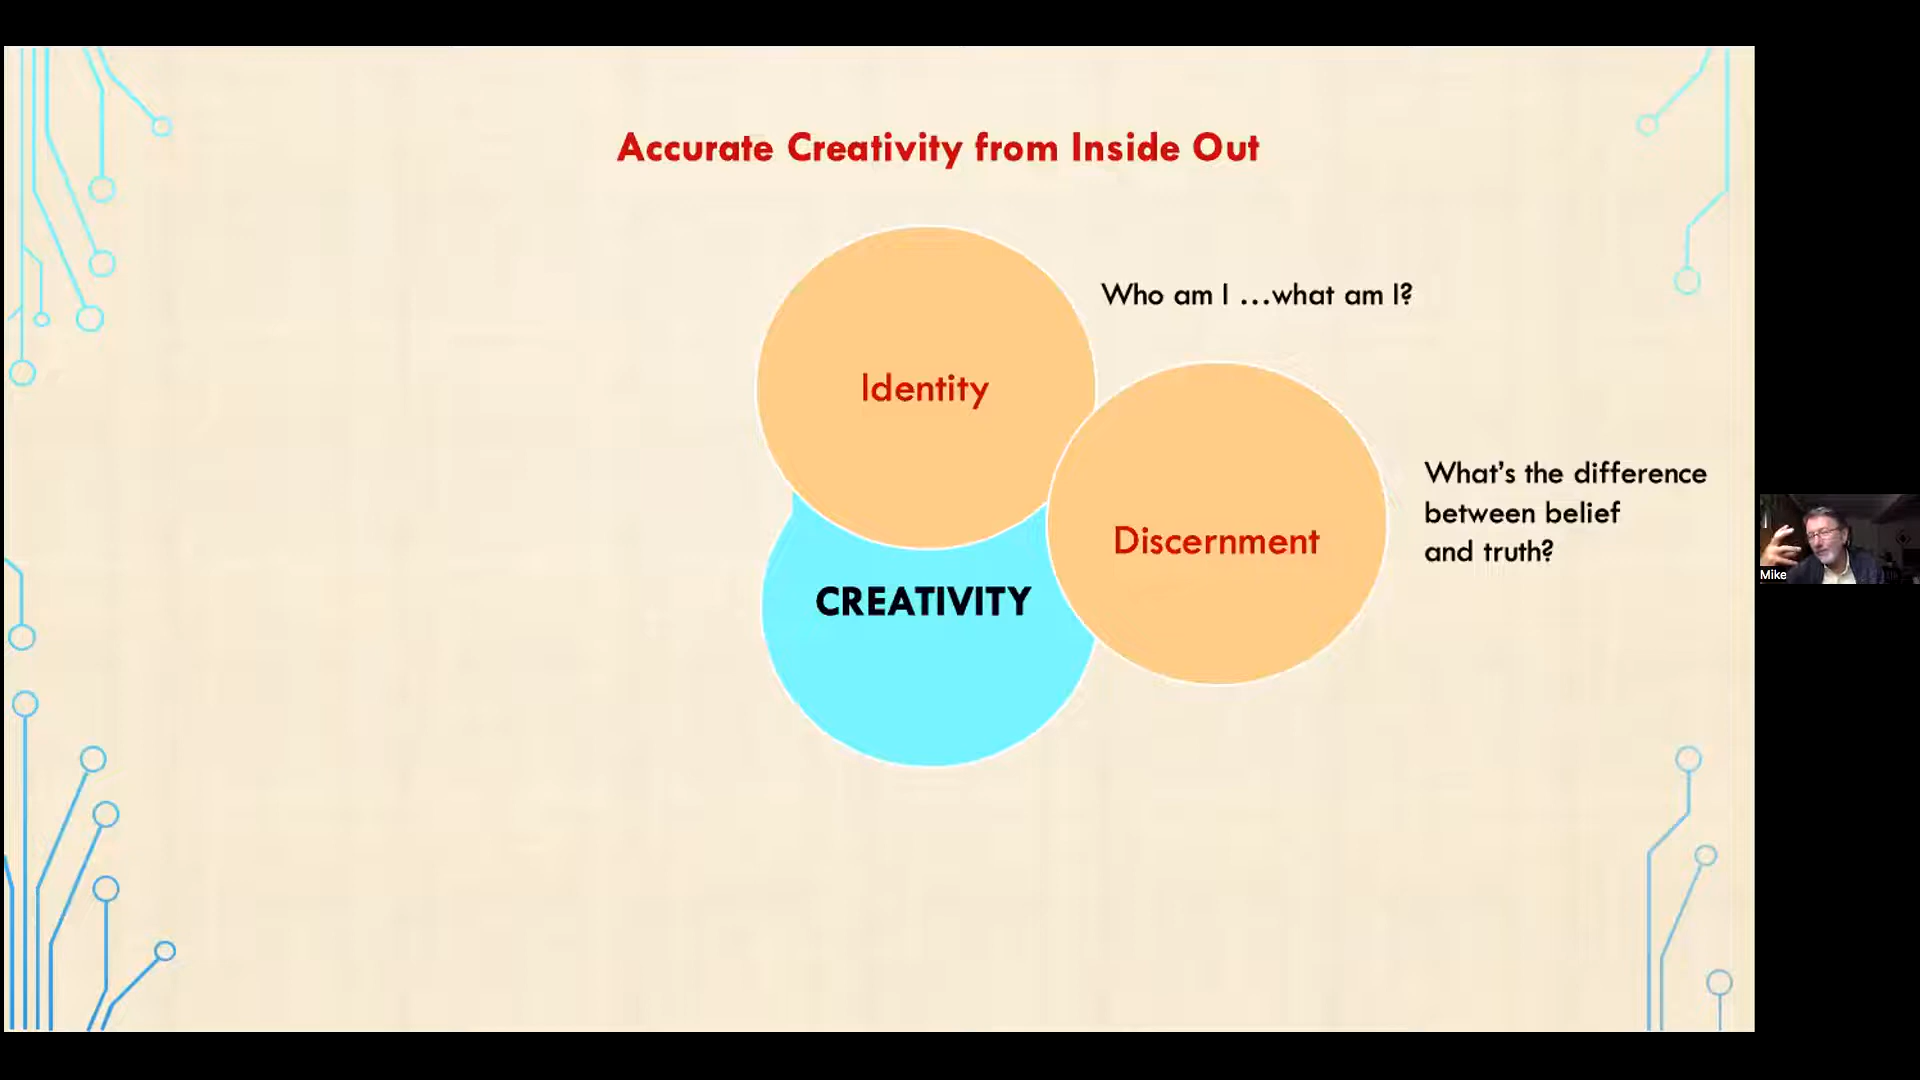 Accurate Creativity from Inside Out
Who am I ...what am I?
Identity
What's the difference
between belief
and truth?
Discernment
CREATIVITY
Mike